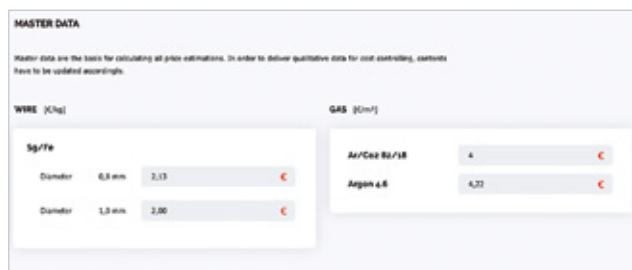 MASTER DATA
Master data are the basis for calculating all price estimations. In order to deliver qualitative data for cost controlling, contents
have to be updated accordingly.
WIRE [€/kg]
GAS [€/m³]
Sg/Fe
Diameter 0,8 mm 2,13 €
Diameter 1,0 mm 2,00 €
Ar/Co2 82/18 4 €
Argon 4.6 4,22 €